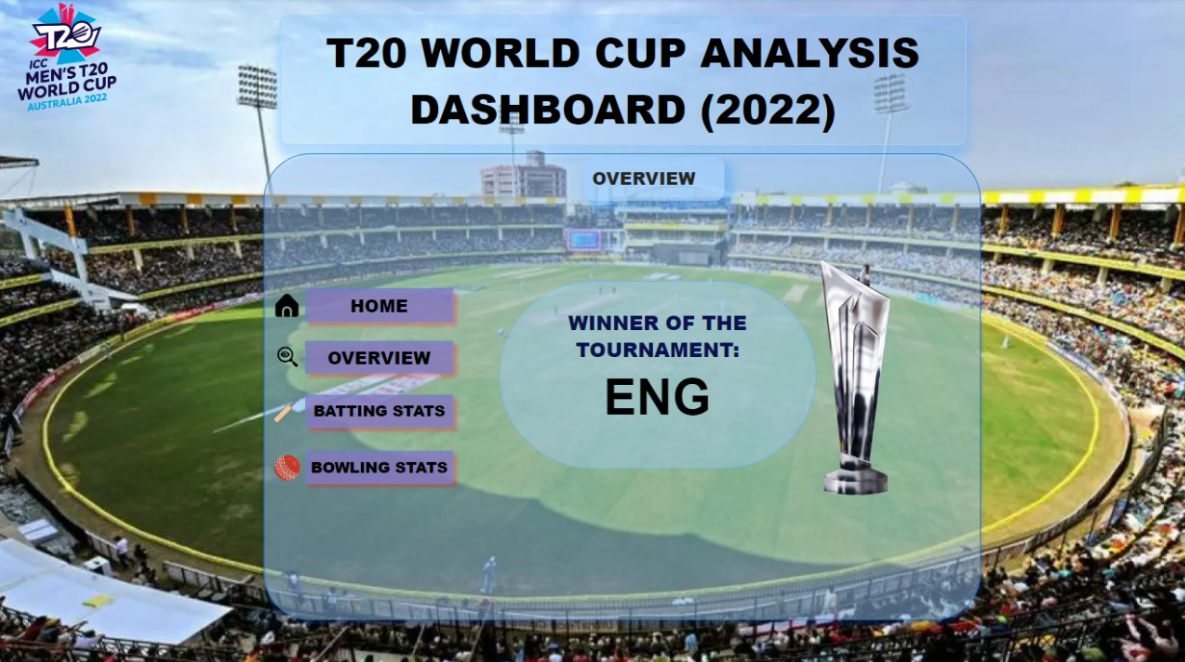 T20
ICC
MEN'S T20
WORLD CUP
AUSTRALIA 2022
T20 WORLD CUP ANALYSIS
DASHBOARD (2022)
OVERVIEW
HOME
OVERVIEW
BATTING STATS
BOWLING STATS
WINNER OF THE
TOURNAMENT:
ENG